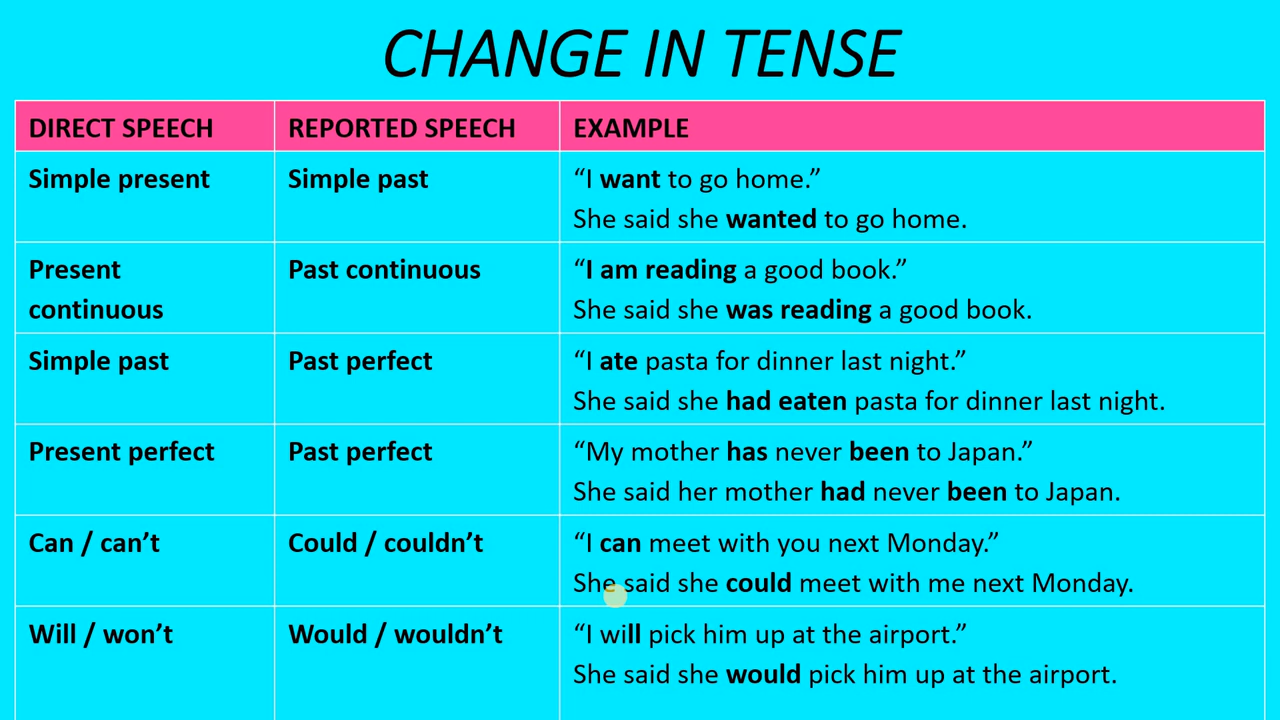 CHANGE IN TENSE
DIRECT SPEECH REPORTED SPEECH EXAMPLE
Simple present Simple past “I want to go home.”
She said she wanted to go home.
Present Past continuous “I am reading a good book.”
continuous She said she was reading a good book.
Simple past Past perfect “I ate pasta for dinner last night.”
She said she had eaten pasta for dinner last night.
Present perfect Past perfect “My mother has never been to Japan.”
She said her mother had never been to Japan.
Can / can’t Could / couldn’t “I can meet with you next Monday.”
She said she could meet with me next Monday.
Will / won’t Would / wouldn’t “I will pick him up at the airport.”
She said she would pick him up at the airport.